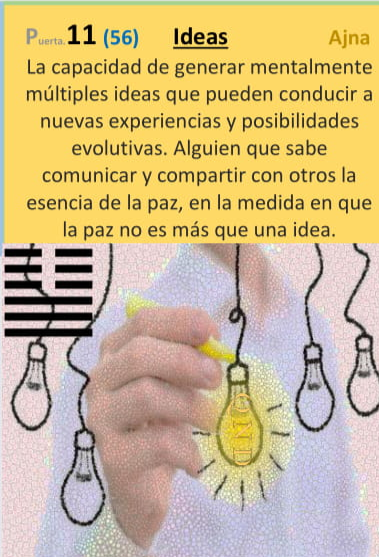 Puerta. 11 (56) Ideas Ajna
La capacidad de generar mentalmente
múltiples ideas que pueden conducir a
nuevas experiencias y posibilidades
evolutivas. Alguien que sabe
comunicar y compartir con otros la
esencia de la paz, en la medida en que
la paz no es más que una idea.